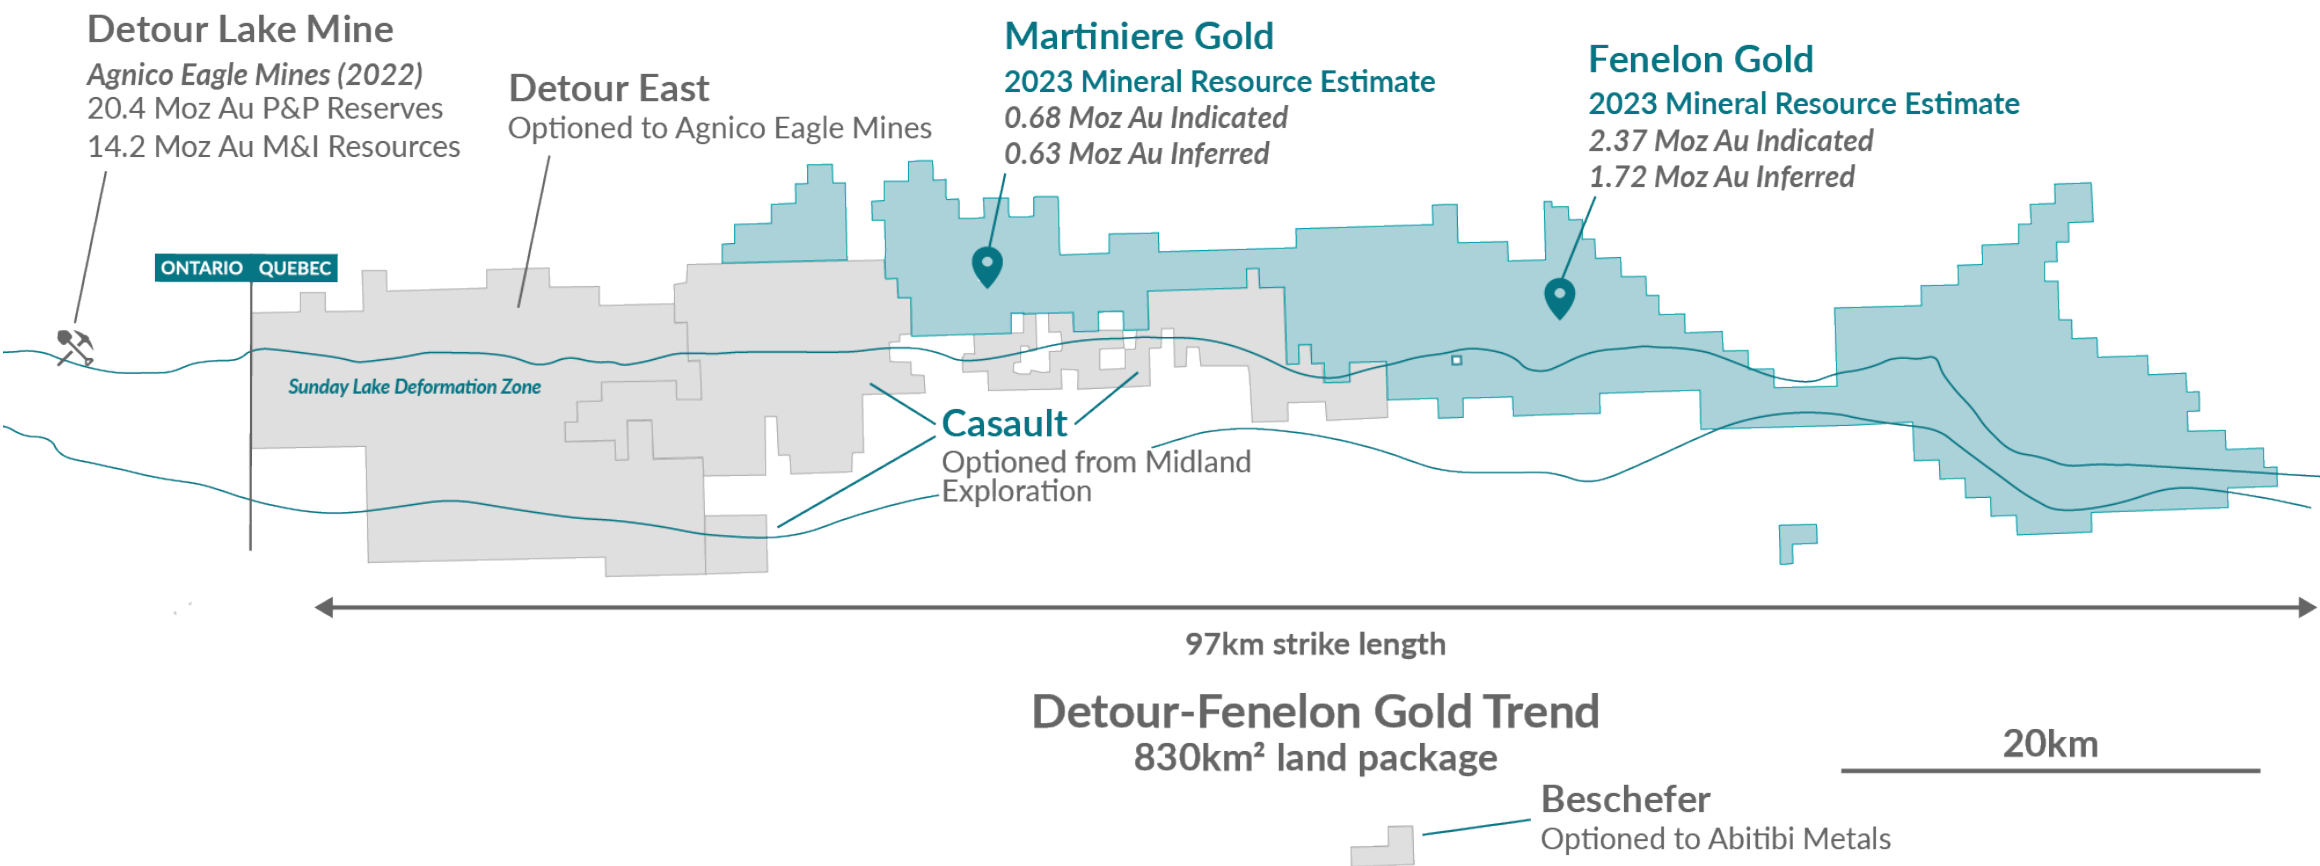 Detour Lake Mine
Agnico Eagle Mines (2022)
20.4 Moz Au P&P Reserves
14.2 Moz Au M&I Resources
Detour East
Optioned to Agnico Eagle Mines
Martiniere Gold
2023 Mineral Resource Estimate
0.68 Moz Au Indicated
0.63 Moz Au Inferred
Fenelon Gold
2023 Mineral Resource Estimate
2.37 Moz Au Indicated
1.72 Moz Au Inferred
ONTARIO QUEBEC
Sunday Lake Deformation Zone
Casault
Optioned from Midland
Exploration
97km strike length
Detour-Fenelon Gold Trend
830km² land package
20km
Beschefer
Optioned to Abitibi Metals